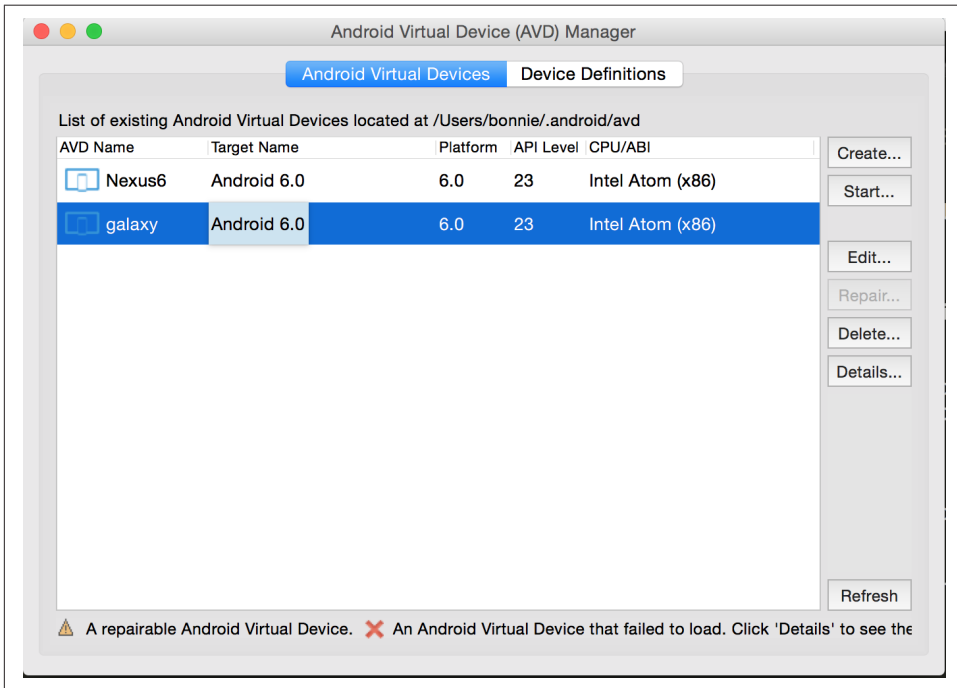 Android Virtual Device (AVD) Manager
Android Virtual Devices Device Definitions
List of existing Android Virtual Devices located at /Users/bonnie/.android/avd
AVD Name Target Name Platform API Level CPU/ABI
Nexus6 Android 6.0 6.0 23 Intel Atom (x86)
galaxy Android 6.0 6.0 23 Intel Atom (x86)
Create...
Start...
Edit...
Repair...
Delete...
Details...
Refresh
A repairable Android Virtual Device. An Android Virtual Device that failed to load. Click 'Details' to see the